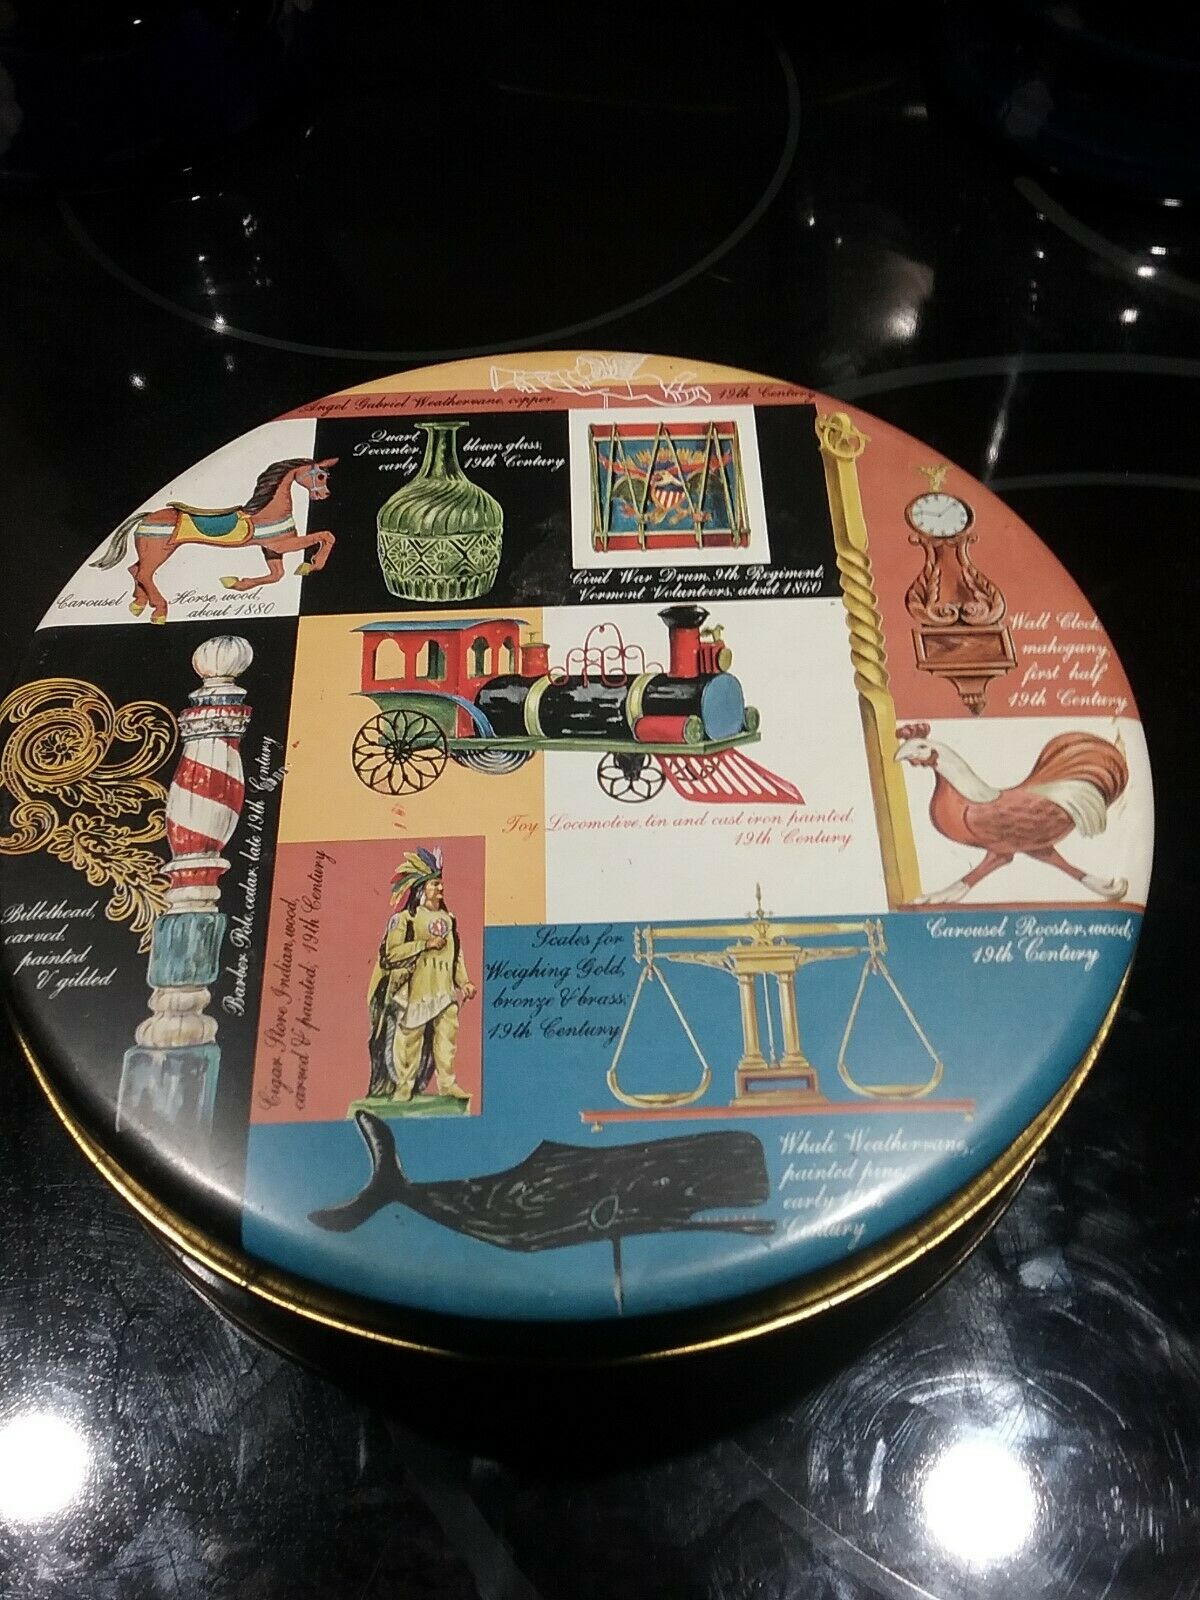 Angel Gabriel Weathervane, copper, 19th Century
Quart blown glass,
Decanter, 19th Century
early
Civil War Drum, 9th Regiment,
Vermont Volunteers, about 1860
Carousel Horse, wood,
about 1880
Wall Clock,
mahogany
first half
19th Century
Toy Locomotive, tin and cast iron painted,
19th Century
Billethead,
carved,
painted
& gilded
Barber Pole, cedar, late 19th Century
Cigar Store Indian, wood,
carved & painted, 19th Century
Scales for
Weighing Gold,
bronze & brass,
19th Century
Carousel Rooster, wood,
19th Century
Whale Weathervane,
painted pine,
early
Century